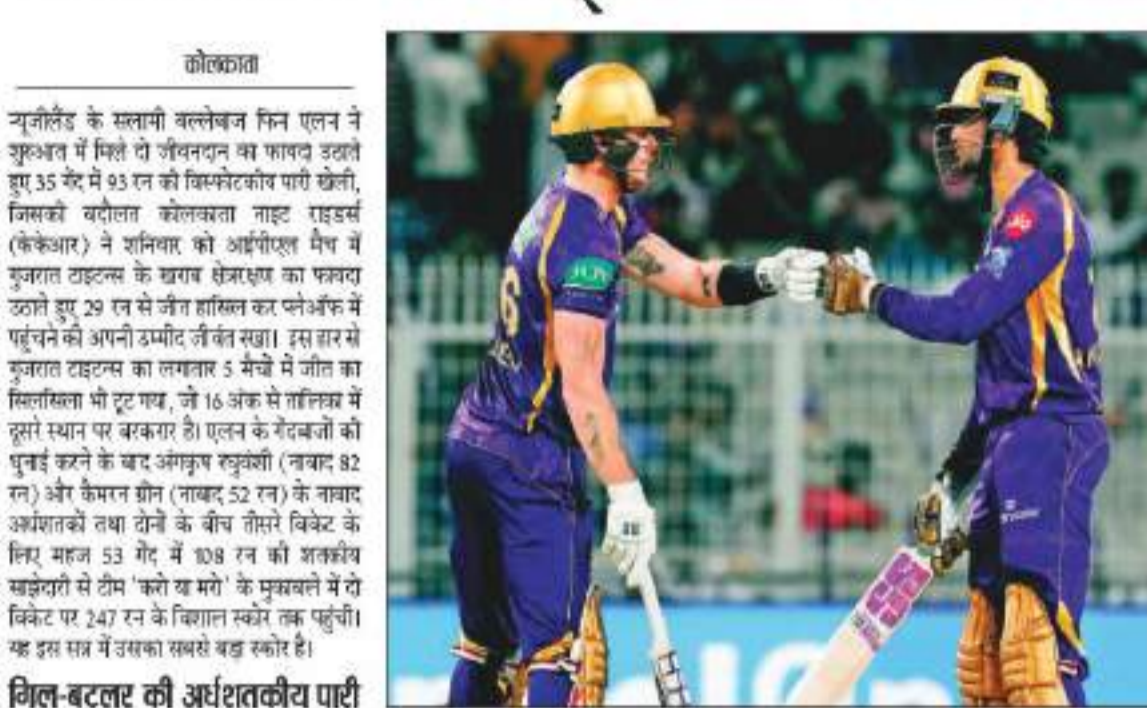 कोलकाता
न्यूजीलैंड के सलामी बल्लेबाज फिन एलन ने
शुरुआत में मिले दो जीवनदान का फायदा उठाते
हुए 35 गेंद में 93 रन की विस्फोटकीय पारी खेली,
जिसकी बदौलत कोलकाता नाइट राइडर्स
(केकेआर) ने शनिवार को आईपीएल मैच में
गुजरात टाइटन्स के खराब क्षेत्ररक्षण का फायदा
उठाते हुए 29 रन से जीत हासिल कर प्लेऑफ में
पहुंचने की अपनी उम्मीद जीवंत रखा। इस हार से
गुजरात टाइटन्स का लगातार 5 मैचों में जीत का
सिलसिला भी टूट गया, जो 16 अंक से तालिका में
दूसरे स्थान पर बरकरार है। एलन के गेंदबाजों की
धुनाई करने के बाद अंगकृष रघुवंशी (नाबाद 82
रन) और कैमरन ग्रीन (नाबाद 52 रन) के नाबाद
अर्धशतकों तथा दोनों के बीच तीसरे विकेट के
लिए महज 53 गेंद में 108 रन की शतकीय
साझेदारी से टीम 'करो या मरो' के मुकाबले में दो
विकेट पर 247 रन के विशाल स्कोर तक पहुंची।
यह इस सत्र में उसका सबसे बड़ा स्कोर है।
गिल-बटलर की अर्धशतकीय पारी
JOY
6